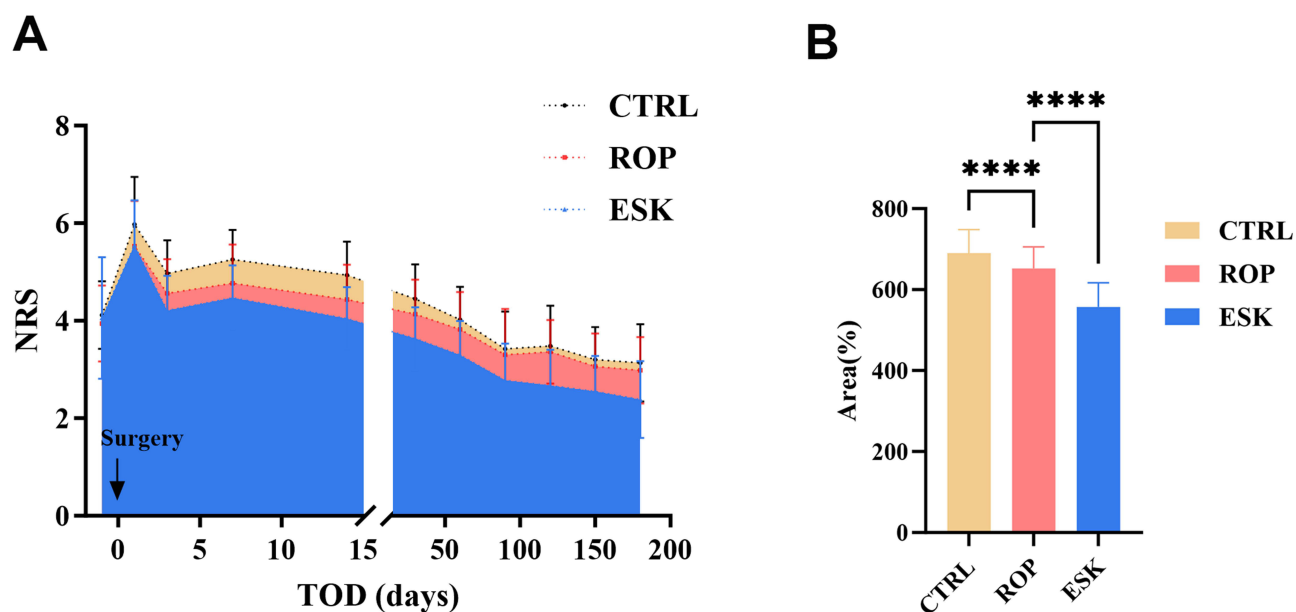 A
CTRL
ROP
ESK
NRS
8
6
4
2
0
Surgery
0 5 10 15 50 100 150 200
TOD (days)
B
****
****
Area(%)
800
600
400
200
0
CTRL
ROP
ESK
CTRL ROP ESK